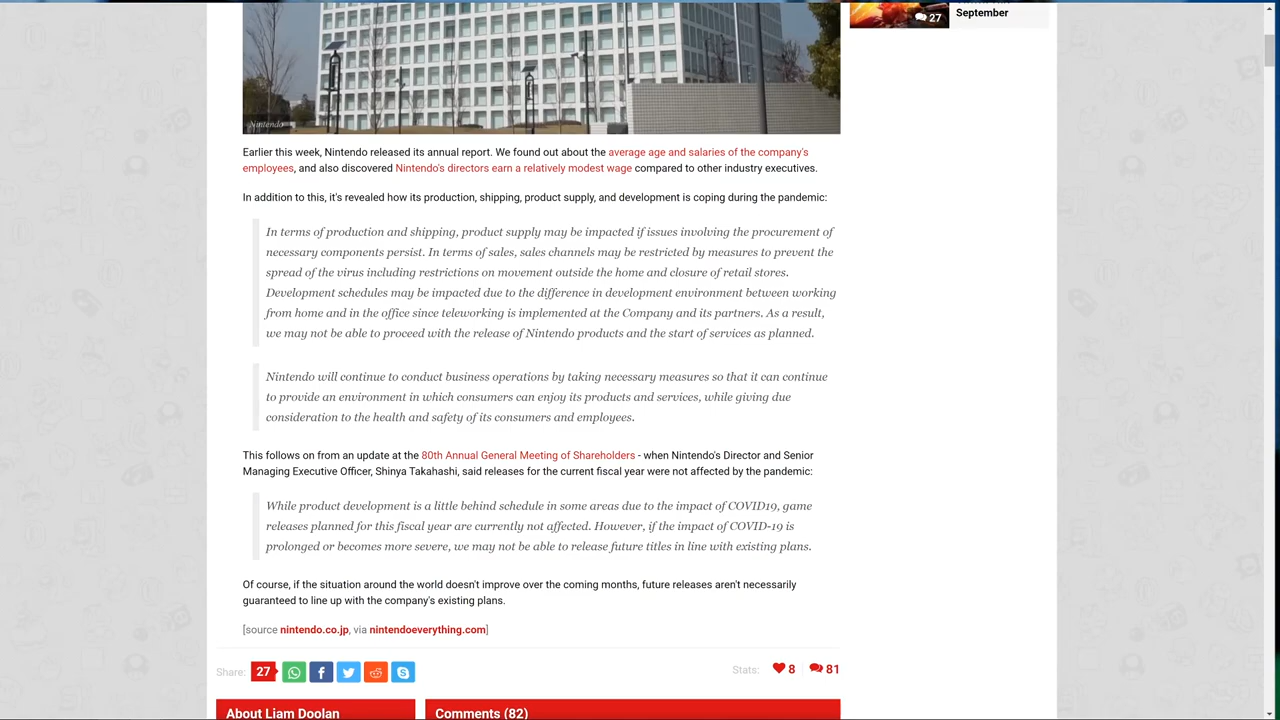 27
September
Nintendo
Earlier this week, Nintendo released its annual report. We found out about the average age and salaries of the company's
employees, and also discovered Nintendo's directors earn a relatively modest wage compared to other industry executives.
In addition to this, it's revealed how its production, shipping, product supply, and development is coping during the pandemic:
In terms of production and shipping, product supply may be impacted if issues involving the procurement of
necessary components persist. In terms of sales, sales channels may be restricted by measures to prevent the
spread of the virus including restrictions on movement outside the home and closure of retail stores.
Development schedules may be impacted due to the difference in development environment between working
from home and in the office since teleworking is implemented at the Company and its partners. As a result,
we may not be able to proceed with the release of Nintendo products and the start of services as planned.
Nintendo will continue to conduct business operations by taking necessary measures so that it can continue
to provide an environment in which consumers can enjoy its products and services, while giving due
consideration to the health and safety of its consumers and employees.
This follows on from an update at the 80th Annual General Meeting of Shareholders - when Nintendo's Director and Senior
Managing Executive Officer, Shinya Takahashi, said releases for the current fiscal year were not affected by the pandemic:
While product development is a little behind schedule in some areas due to the impact of COVID19, game
releases planned for this fiscal year are currently not affected. However, if the impact of COVID-19 is
prolonged or becomes more severe, we may not be able to release future titles in line with existing plans.
Of course, if the situation around the world doesn't improve over the coming months, future releases aren't necessarily
guaranteed to line up with the company's existing plans.
[source nintendo.co.jp, via nintendoeverything.com]
Share: 27 Stats: 8 81
About Liam Doolan
Comments (82)